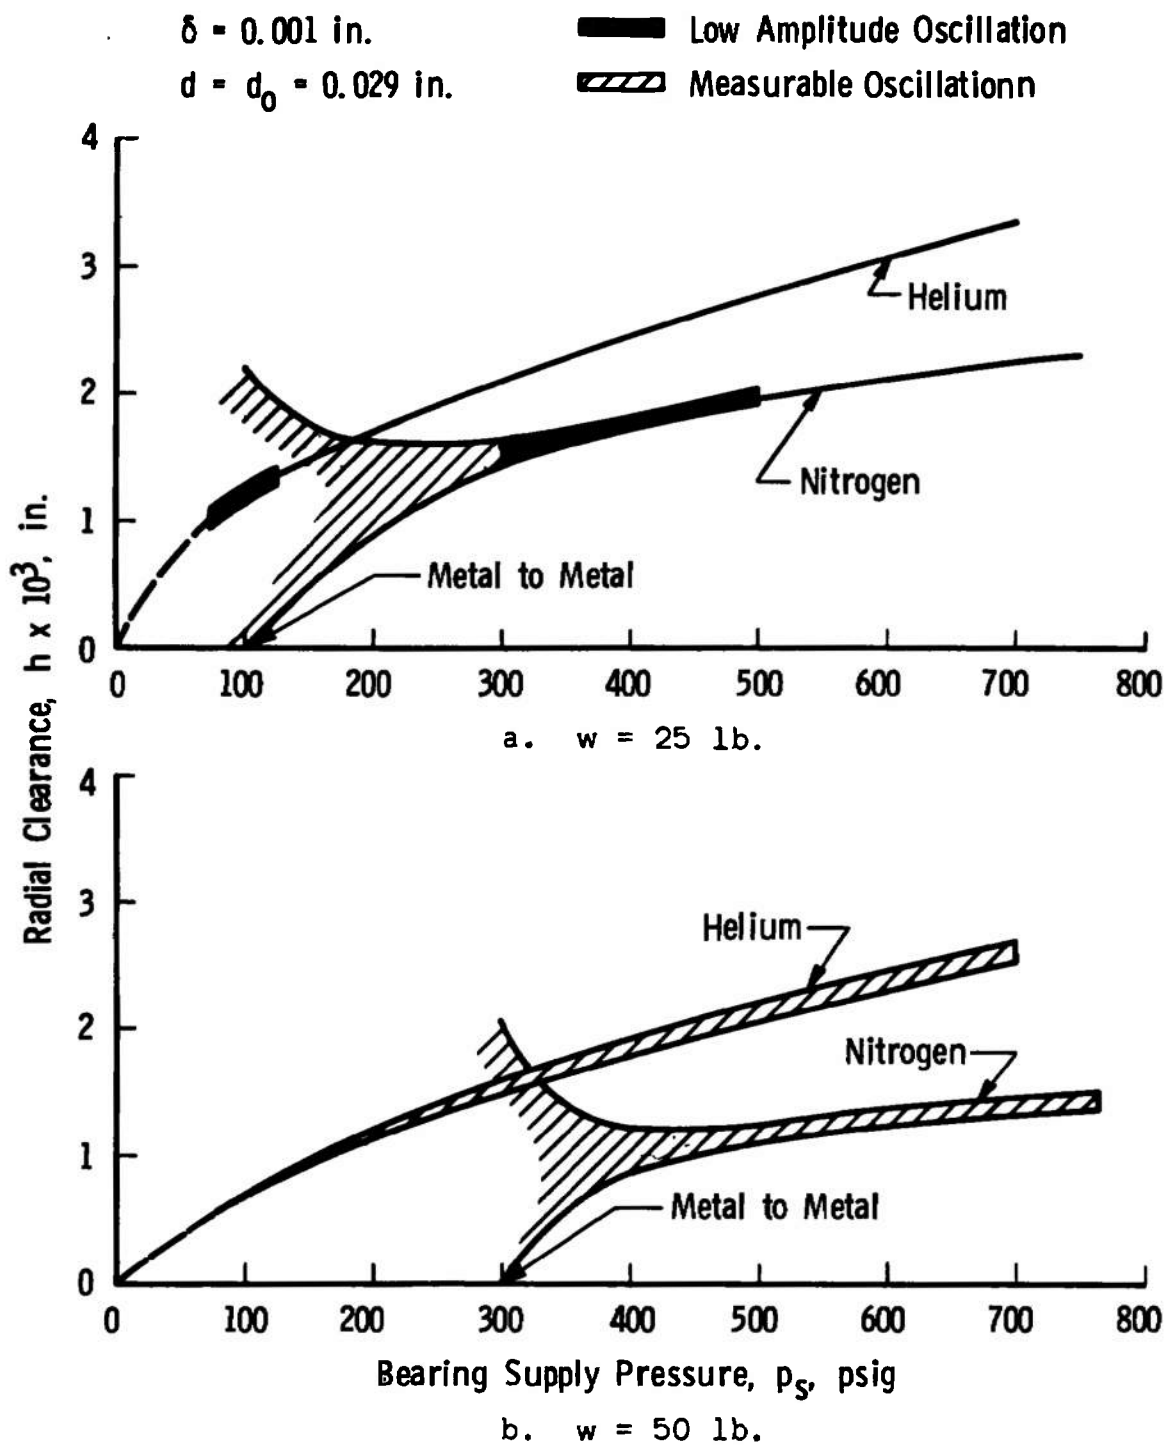 δ = 0.001 in.
d = d₀ = 0.029 in.
Low Amplitude Oscillation
Measurable Oscillationn
4
3
2
1
0
Helium
Nitrogen
Metal to Metal
0 100 200 300 400 500 600 700 800
a. w = 25 lb.
Radial Clearance, h x 10³, in.
4
3
2
1
0
Helium
Nitrogen
Metal to Metal
0 100 200 300 400 500 600 700 800
Bearing Supply Pressure, pₛ, psig
b. w = 50 lb.